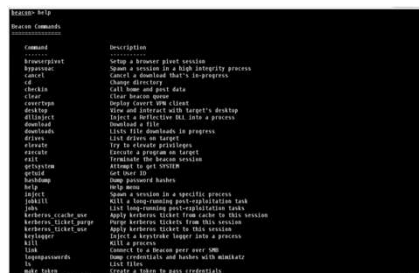 beacon> help
Beacon Commands
===============
Command Description
------- -----------
browserpivot Setup a browser pivot session
bypassuac Spawn a session in a high integrity process
cancel Cancel a download that's in-progress
cd Change directory
checkin Call home and post data
clear Clear beacon queue
covertvpn Deploy Covert VPN client
desktop View and interact with target's desktop
dllinject Inject a Reflective DLL into a process
download Download a file
downloads Lists file downloads in progress
drives List drives on target
elevate Try to elevate privileges
execute Execute a program on target
exit Terminate the beacon session
getsystem Attempt to get SYSTEM
getuid Get User ID
hashdump Dump password hashes
help Help menu
inject Spawn a session in a specific process
jobkill Kill a long-running post-exploitation task
jobs List long-running post-exploitation tasks
kerberos_ccache_use Apply kerberos ticket from cache to this session
kerberos_ticket_purge Purge kerberos tickets from this session
kerberos_ticket_use Apply kerberos ticket to this session
keylogger Inject a keystroke logger into a process
kill Kill a process
link Connect to a Beacon peer over SMB
logonpasswords Dump credentials and hashes with mimikatz
ls List files
make_token Create a token to pass credentials